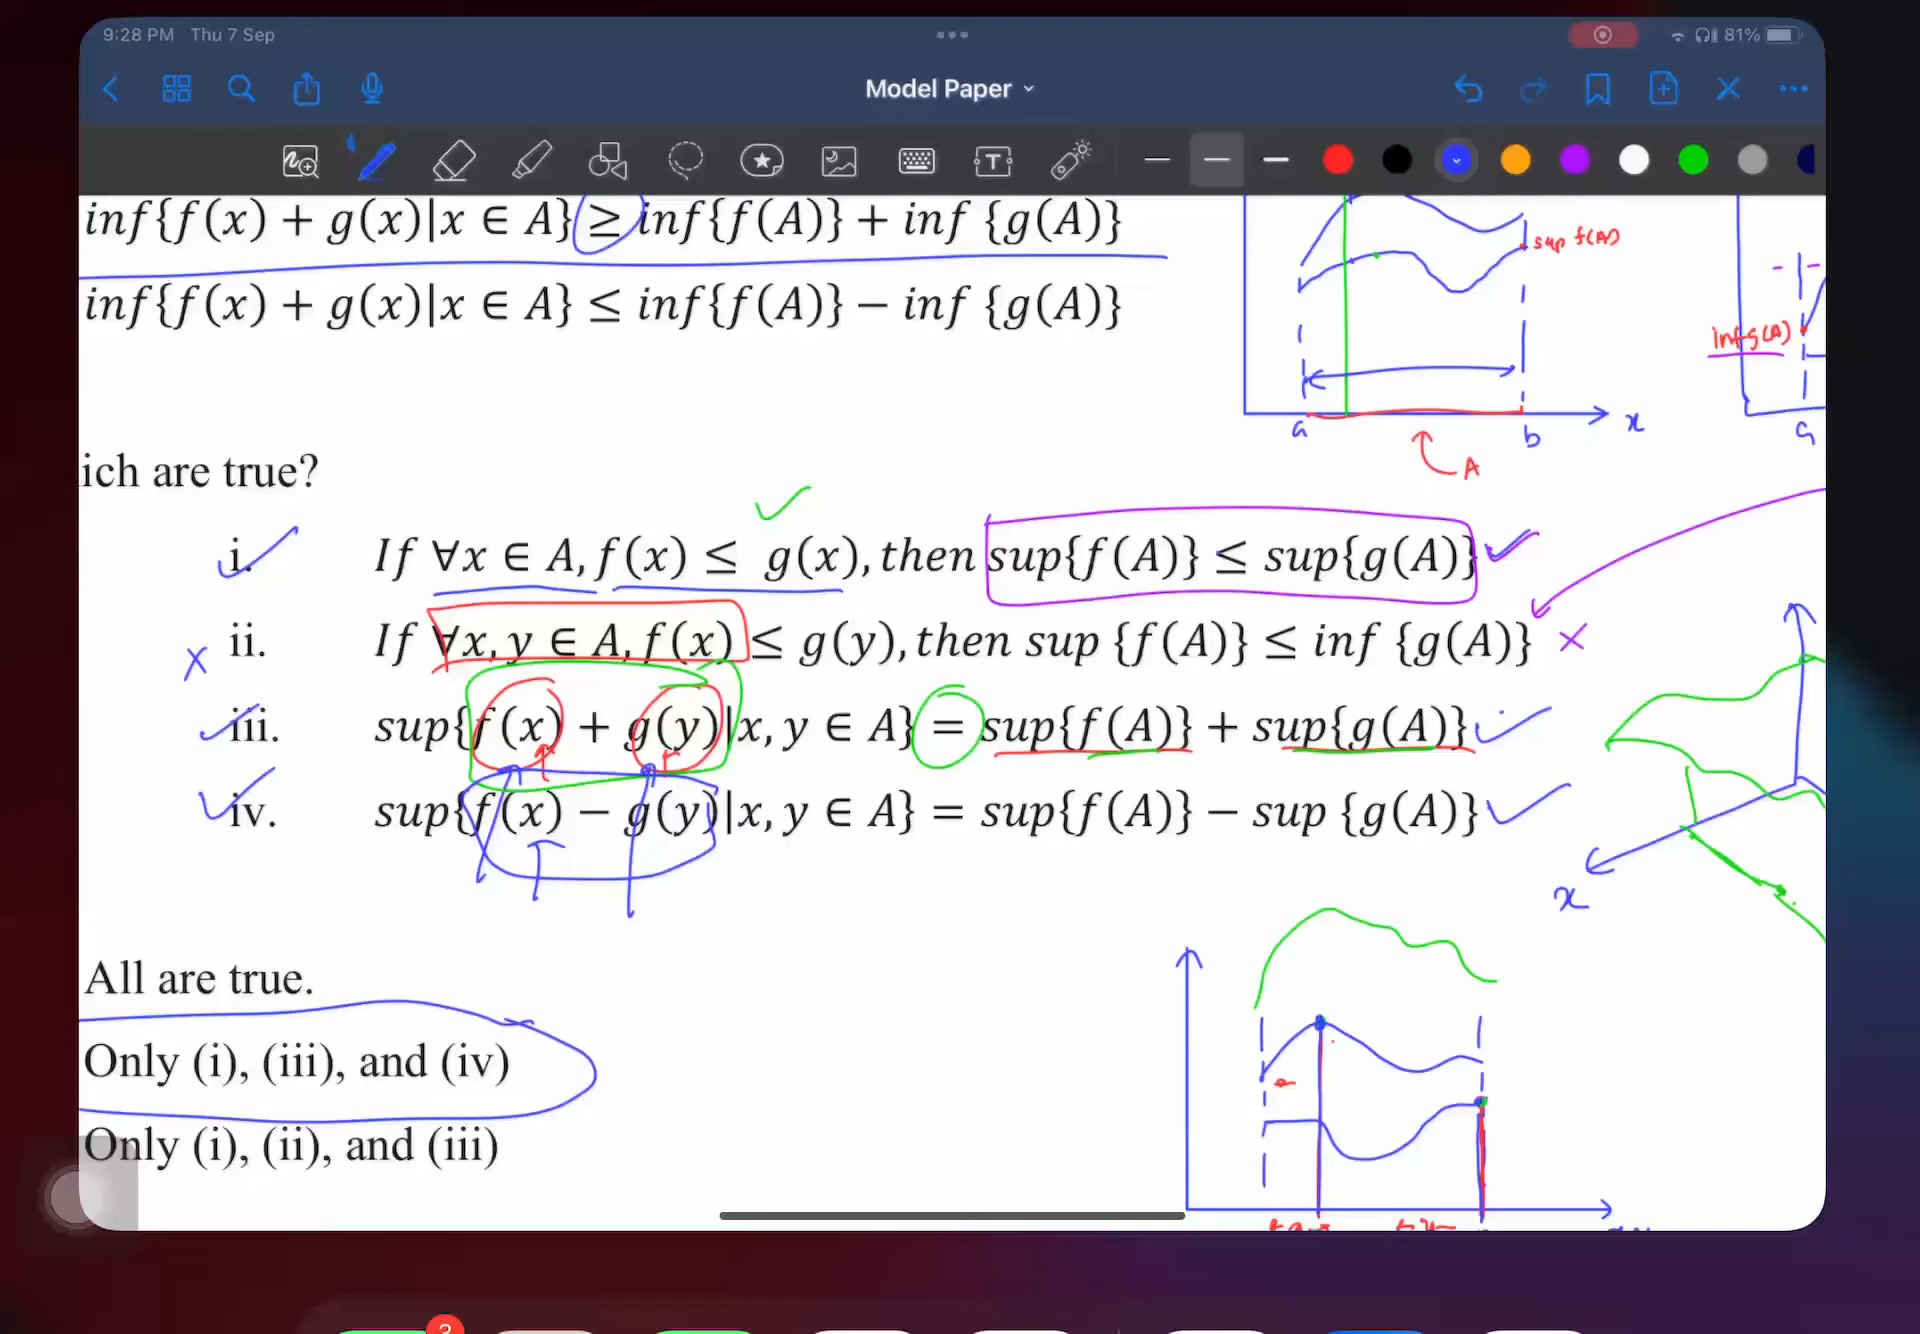 9:28 PM Thu 7 Sep
81%
Model Paper
T
inf{f(x) + g(x)|x ∈ A} ≥ inf{f(A)} + inf {g(A)}
sup f(A)
inf{f(x) + g(x)|x ∈ A} ≤ inf{f(A)} − inf {g(A)}
inf g(A)
a
b
x
a
A
ich are true?
i. If ∀x ∈ A, f(x) ≤ g(x), then sup{f(A)} ≤ sup{g(A)}
ii. If ∀x, y ∈ A, f(x) ≤ g(y), then sup {f(A)} ≤ inf {g(A)}
iii. sup{f(x) + g(y)|x, y ∈ A} = sup{f(A)} + sup{g(A)}
iv. sup{f(x) − g(y)|x, y ∈ A} = sup{f(A)} − sup {g(A)}
x
All are true.
Only (i), (iii), and (iv)
Only (i), (ii), and (iii)